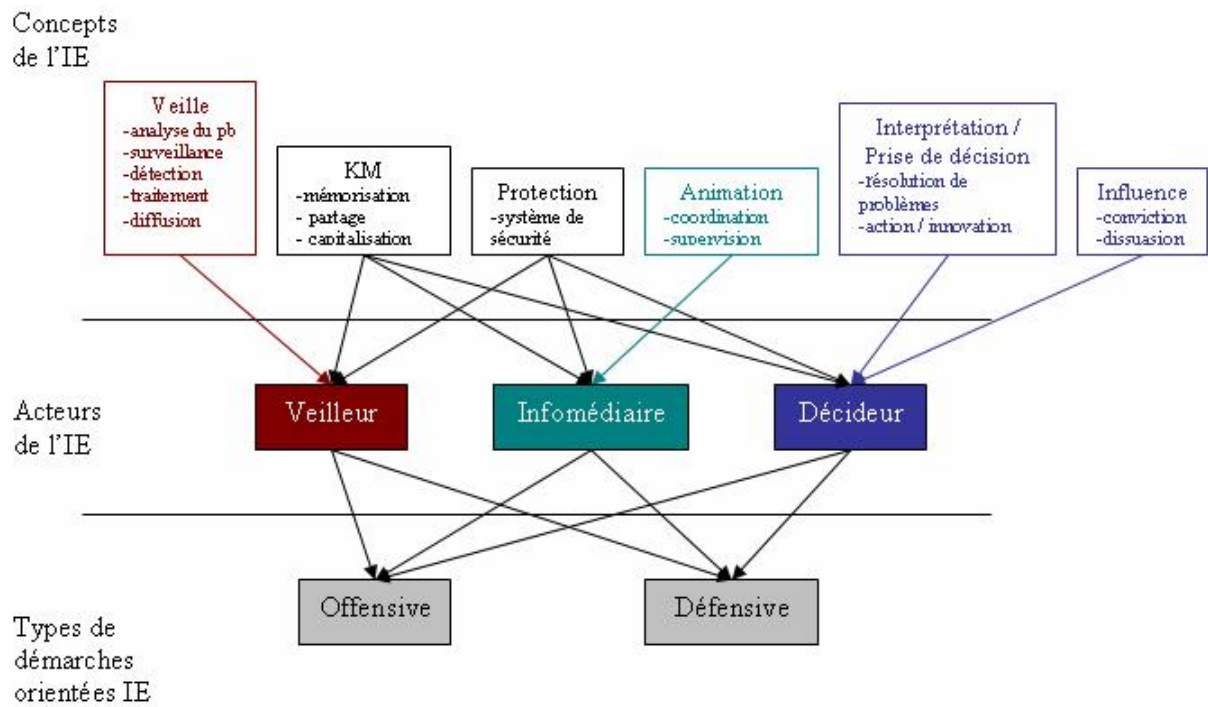 Concepts
de l'IE
Veille
-analyse du pb
-surveillance
-détection
-traitement
-diffusion
KM
-mémorisation
- partage
- capitalisation
Protection
-système de
sécurité
Animation
-coordination
-supervision
Interprétation /
Prise de décision
-résolution de
problèmes
-action / innovation
Influence
-conviction
-dissuasion
Acteurs
de l'IE
Veilleur
Infomédiaire
Décideur
Types de
démarches
orientées IE
Offensive
Défensive